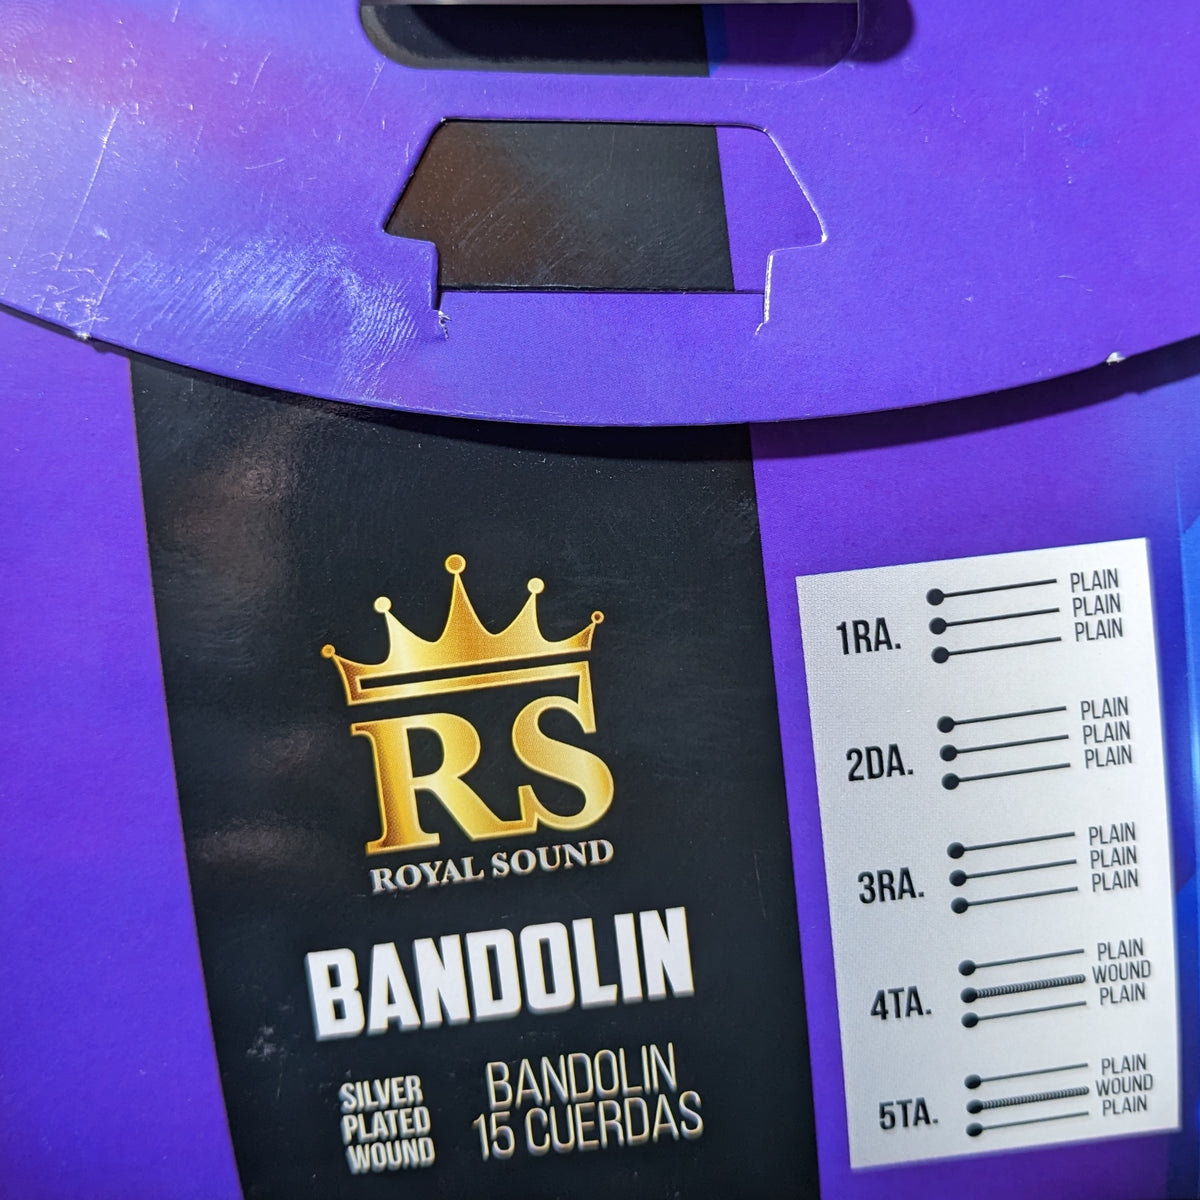 RS
ROYAL SOUND
BANDOLIN
SILVER
PLATED
WOUND
BANDOLIN
15 CUERDAS
1RA.
PLAIN
PLAIN
PLAIN
2DA.
PLAIN
PLAIN
PLAIN
3RA.
PLAIN
PLAIN
PLAIN
4TA.
PLAIN
WOUND
PLAIN
5TA.
PLAIN
WOUND
PLAIN